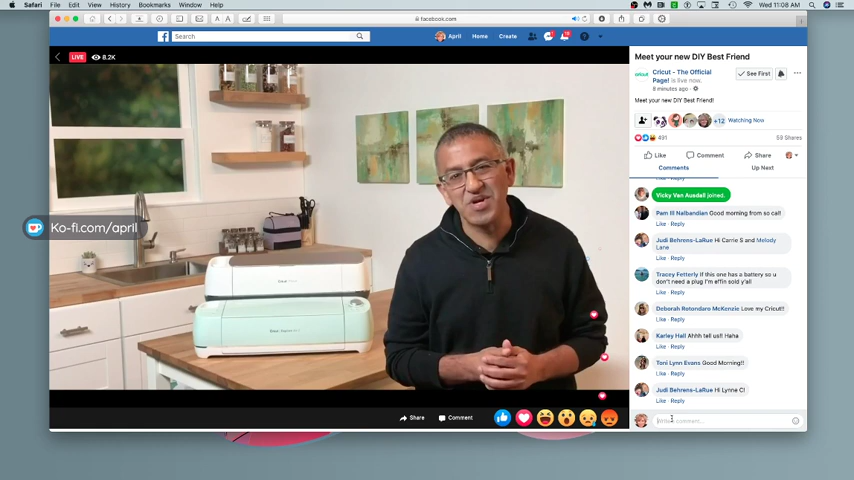 Safari File Edit View History Bookmarks Window Help
Wed 11:08 AM
facebook.com
Search
April Home Create
LIVE 8.2K
Meet your new DIY Best Friend
Cricut - The Official
Page! is live now.
8 minutes ago
See First
Meet your new DIY Best Friend!
+12 Watching Now
491
59 Shares
Like Comment Share
Comments Up Next
Vicky Van Ausdall joined.
Pam Ill Nalbandian Good morning from so cal!
Like · Reply
Judi Behrens-LaRue Hi Carrie S and Melody
Lane
Like · Reply
Tracey Fetterly If this one has a battery so u
don't need a plug I'm effin sold y'all
Like · Reply
Deborah Rotondaro McKenzie Love my Cricut!!
Like · Reply
Karley Hall Ahhh tell us!! Haha
Like · Reply
Toni Lynn Evans Good Morning!!
Like · Reply
Judi Behrens-LaRue Hi Lynne C!
Like · Reply
Ko-fi.com/april
Share Comment